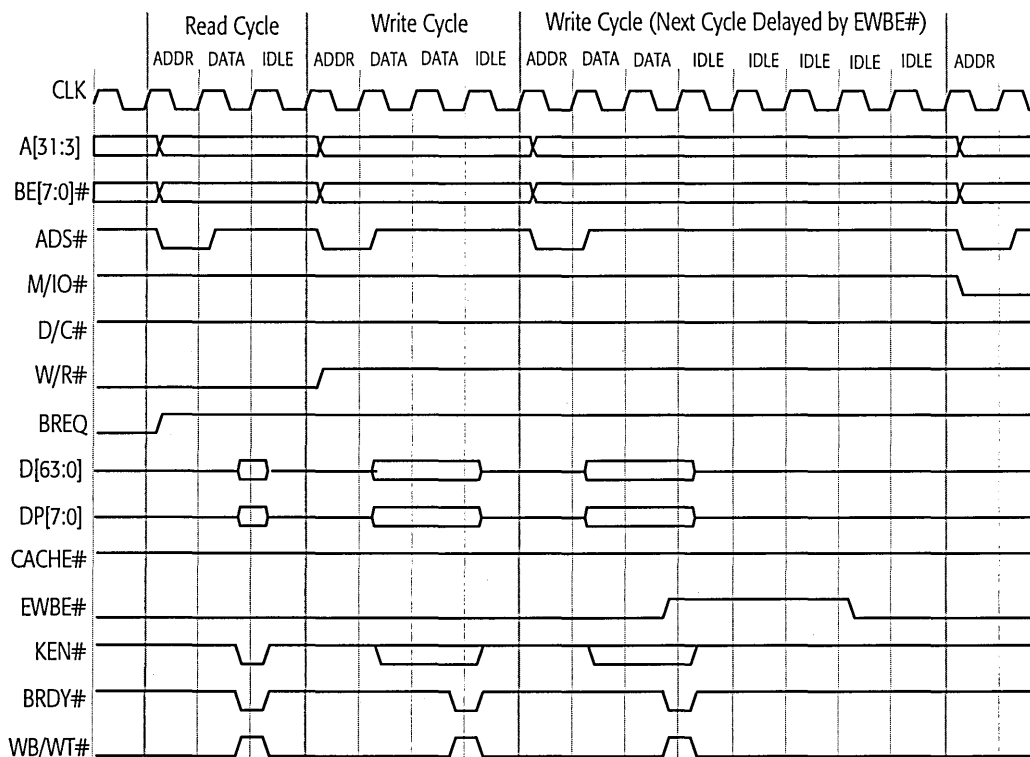 Read Cycle Write Cycle Write Cycle (Next Cycle Delayed by EWBE#)
ADDR DATA IDLE ADDR DATA DATA IDLE ADDR DATA DATA IDLE IDLE IDLE IDLE IDLE ADDR
CLK
A[31:3]
BE[7:0]#
ADS#
M/IO#
D/C#
W/R#
BREQ
D[63:0]
DP[7:0]
CACHE#
EWBE#
KEN#
BRDY#
WB/WT#